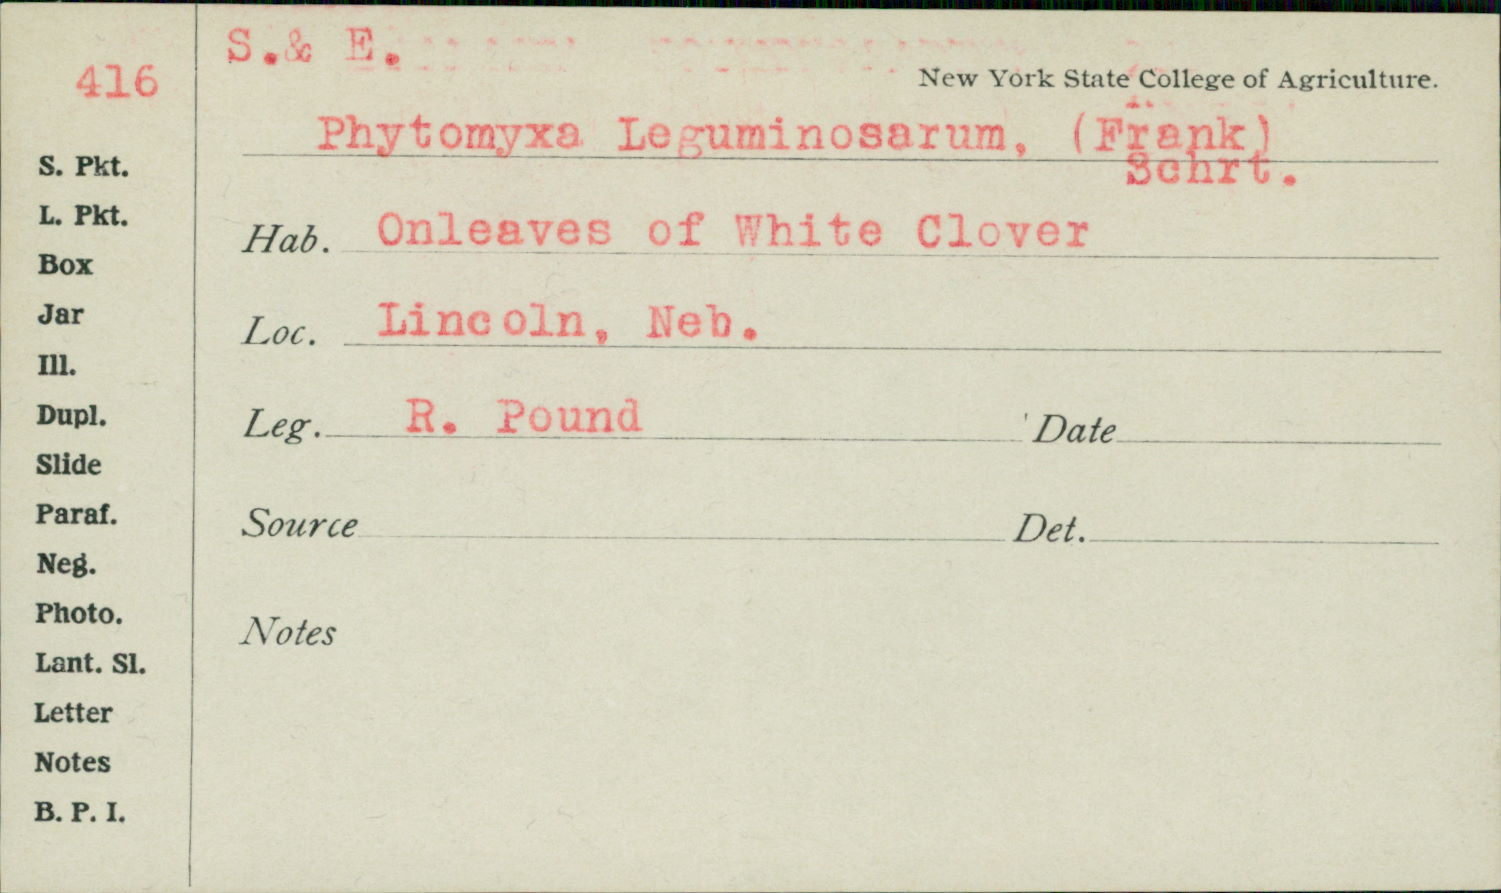 416
S. Pkt.
L. Pkt.
Box
Jar
Ill.
Dupl.
Slide
Paraf.
Neg.
Photo.
Lant. Sl.
Letter
Notes
B. P. I.
S.& E.
New York State College of Agriculture.
Phytomyxa Leguminosarum, (Frank)
Schrt.
Hab. Onleaves of White Clover
Loc. Lincoln, Neb.
Leg. R. Pound Date
Source Det.
Notes